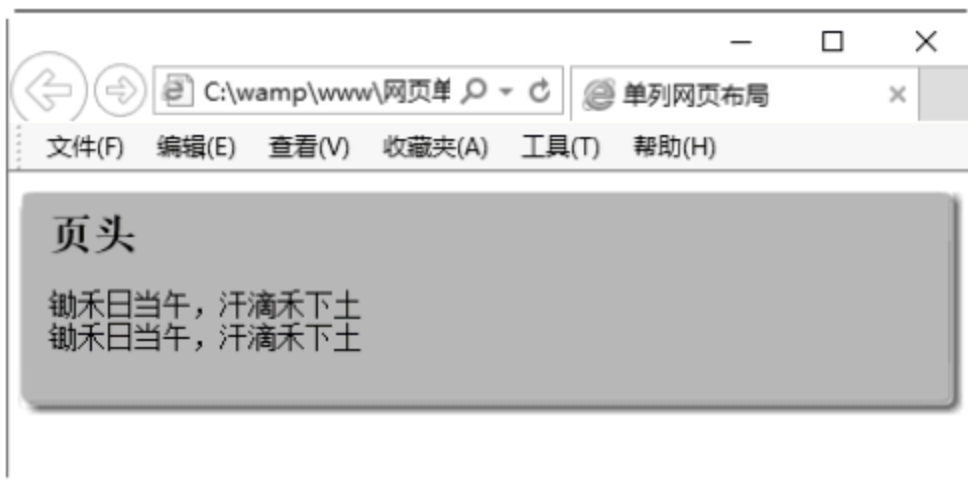 C:\wamp\www\网页单
单列网页布局
文件(F) 编辑(E) 查看(V) 收藏夹(A) 工具(T) 帮助(H)
页头
锄禾日当午，汗滴禾下土
锄禾日当午，汗滴禾下土